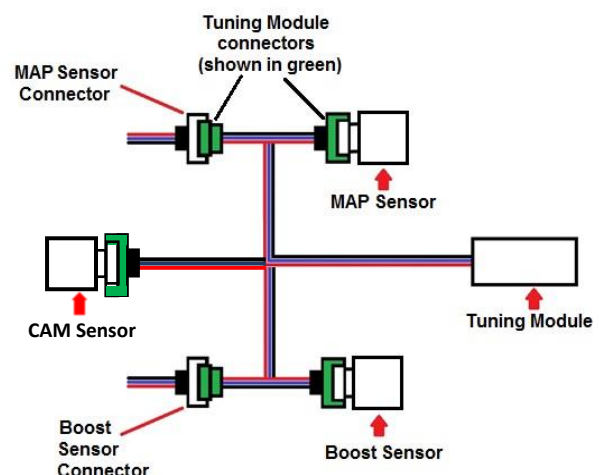 Tuning Module
connectors
(shown in green)
MAP Sensor
Connector
MAP Sensor
CAM Sensor
Tuning Module
Boost
Sensor
Connector
Boost Sensor